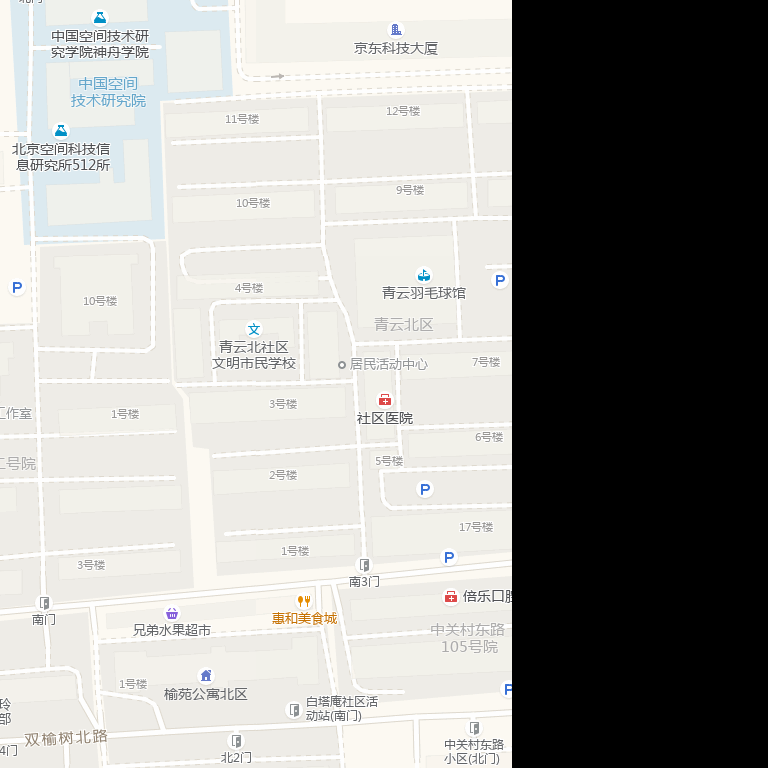 中国空间技术研
究学院神舟学院
京东科技大厦
中国空间
技术研究院
11号楼
12号楼
北京空间科技信
息研究所512所
9号楼
10号楼
青云羽毛球馆
P
P
4号楼
10号楼
青云北区
文
青云北社区
文明市民学校
居民活动中心
7号楼
工作室
1号楼
3号楼
社区医院
6号楼
号院
5号楼
2号楼
P
17号楼
1号楼
P
3号楼
南3门
倍乐口腔
南门
惠和美食城
兄弟水果超市
中关村东路
105号院
1号楼
榆苑公寓北区
P
玲
部
白塔庵社区活
动站(南门)
双榆树北路
4门
北2门
中关村东路
小区(北门)